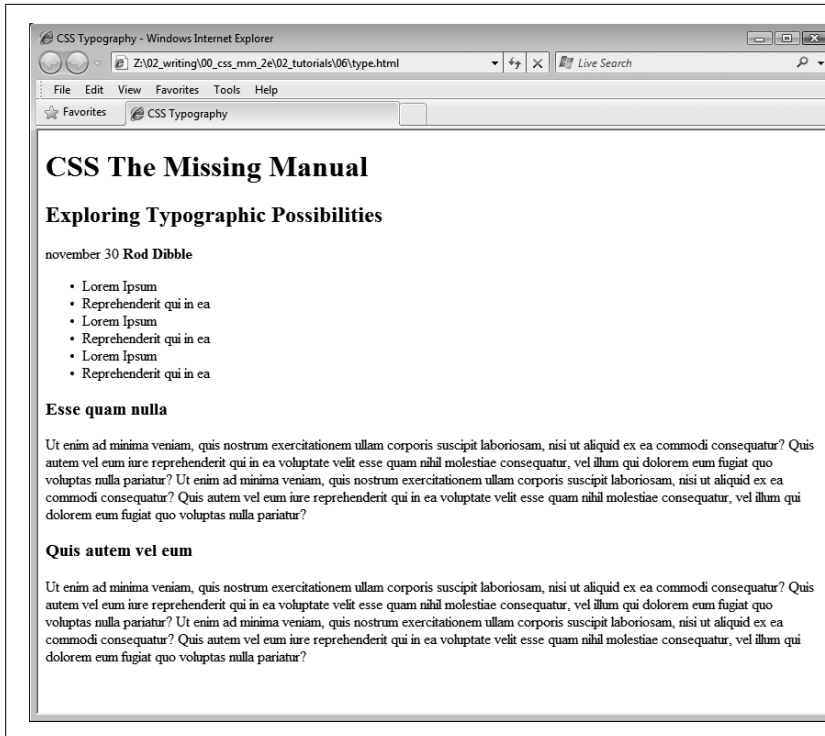 CSS Typography - Windows Internet Explorer
Z:\02_writing\00_css_mm_2e\02_tutorials\06\type.html
Live Search
File Edit View Favorites Tools Help
Favorites CSS Typography
CSS The Missing Manual
Exploring Typographic Possibilities
november 30 Rod Dibble
• Lorem Ipsum
• Reprehenderit qui in ea
• Lorem Ipsum
• Reprehenderit qui in ea
• Lorem Ipsum
• Reprehenderit qui in ea
Esse quam nulla
Ut enim ad minima veniam, quis nostrum exercitationem ullam corporis suscipit laboriosam, nisi ut aliquid ex ea commodi consequatur? Quis
autem vel eum iure reprehenderit qui in ea voluptate velit esse quam nihil molestiae consequatur, vel illum qui dolorem eum fugiat quo
voluptas nulla pariatur? Ut enim ad minima veniam, quis nostrum exercitationem ullam corporis suscipit laboriosam, nisi ut aliquid ex ea
commodi consequatur? Quis autem vel eum iure reprehenderit qui in ea voluptate velit esse quam nihil molestiae consequatur, vel illum qui
dolorem eum fugiat quo voluptas nulla pariatur?
Quis autem vel eum
Ut enim ad minima veniam, quis nostrum exercitationem ullam corporis suscipit laboriosam, nisi ut aliquid ex ea commodi consequatur? Quis
autem vel eum iure reprehenderit qui in ea voluptate velit esse quam nihil molestiae consequatur, vel illum qui dolorem eum fugiat quo
voluptas nulla pariatur? Ut enim ad minima veniam, quis nostrum exercitationem ullam corporis suscipit laboriosam, nisi ut aliquid ex ea
commodi consequatur? Quis autem vel eum iure reprehenderit qui in ea voluptate velit esse quam nihil molestiae consequatur, vel illum qui
dolorem eum fugiat quo voluptas nulla pariatur?